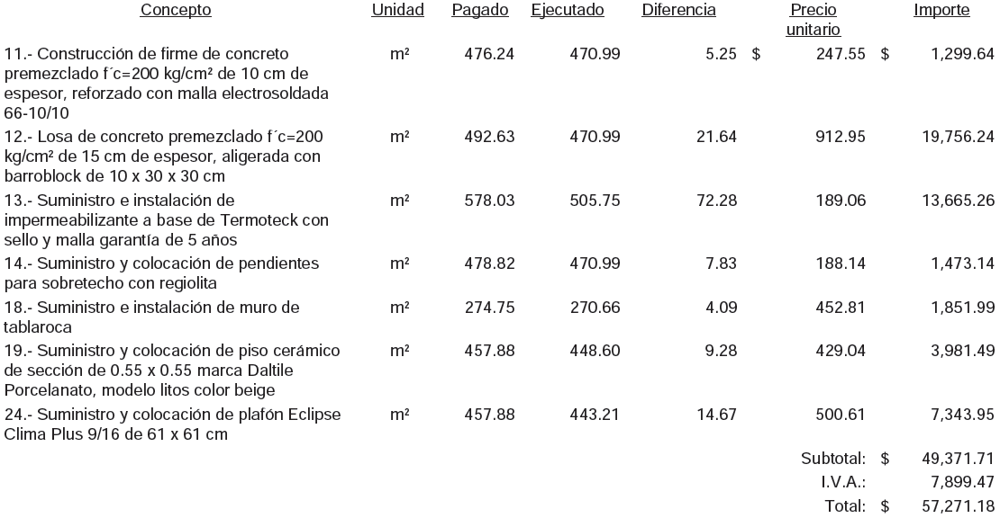 Concepto Unidad Pagado Ejecutado Diferencia Precio unitario Importe
11.- Construcción de firme de concreto m² 476.24 470.99 5.25 $ 247.55 $ 1,299.64
premezclado f´c=200 kg/cm² de 10 cm de
espesor, reforzado con malla electrosoldada
66-10/10
12.- Losa de concreto premezclado f´c=200 m² 492.63 470.99 21.64 912.95 19,756.24
kg/cm² de 15 cm de espesor, aligerada con
barroblock de 10 x 30 x 30 cm
13.- Suministro e instalación de m² 578.03 505.75 72.28 189.06 13,665.26
impermeabilizante a base de Termoteck con
sello y malla garantía de 5 años
14.- Suministro y colocación de pendientes m² 478.82 470.99 7.83 188.14 1,473.14
para sobretecho con regiolita
18.- Suministro e instalación de muro de m² 274.75 270.66 4.09 452.81 1,851.99
tablaroca
19.- Suministro y colocación de piso cerámico m² 457.88 448.60 9.28 429.04 3,981.49
de sección de 0.55 x 0.55 marca Daltile
Porcelanato, modelo litos color beige
24.- Suministro y colocación de plafón Eclipse m² 457.88 443.21 14.67 500.61 7,343.95
Clima Plus 9/16 de 61 x 61 cm
Subtotal: $ 49,371.71
I.V.A.: 7,899.47
Total: $ 57,271.18